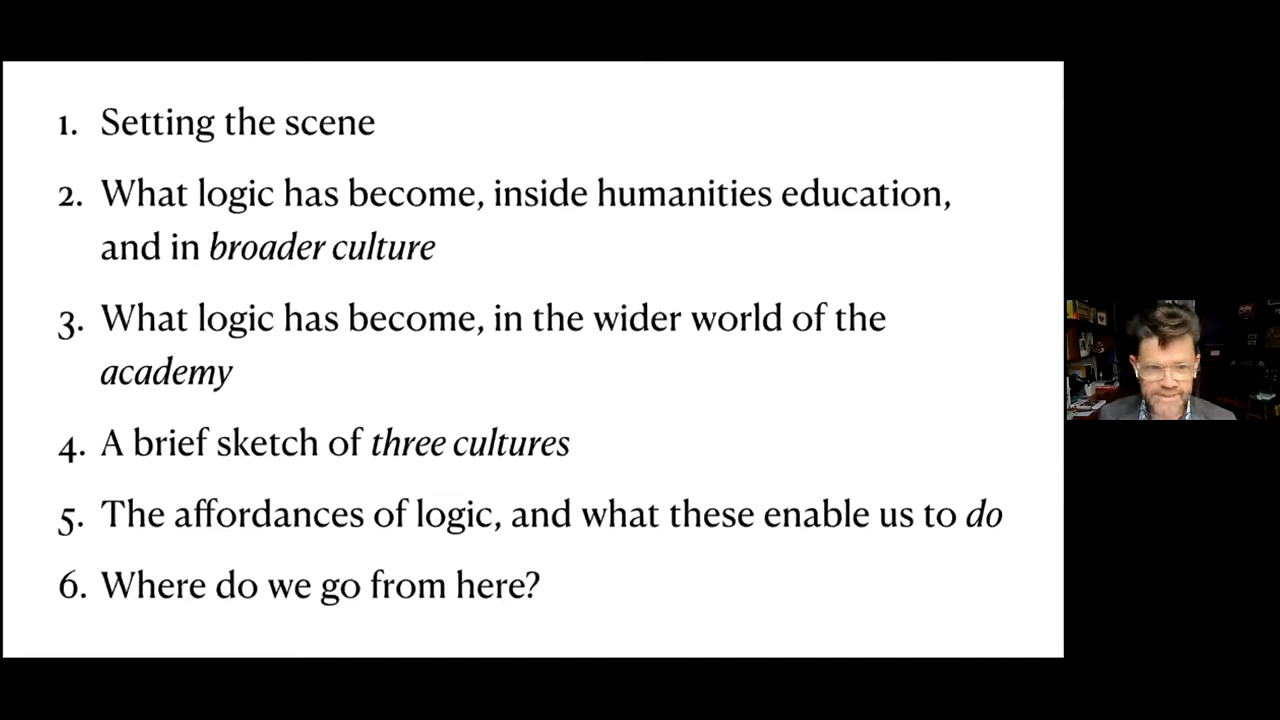 1. Setting the scene
2. What logic has become, inside humanities education,
and in broader culture
3. What logic has become, in the wider world of the
academy
4. A brief sketch of three cultures
5. The affordances of logic, and what these enable us to do
6. Where do we go from here?